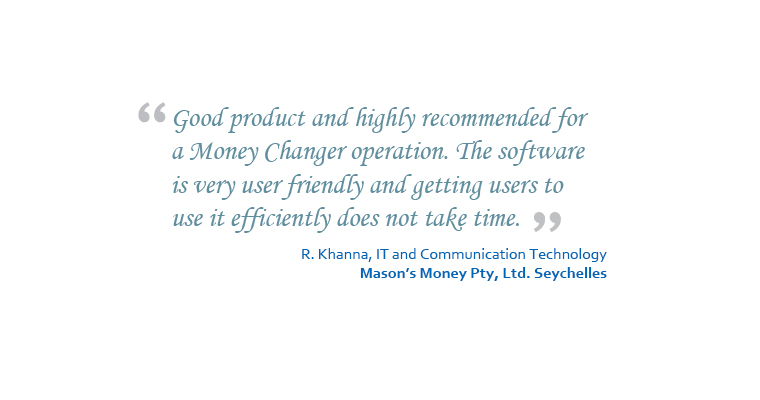 “ Good product and highly recommended for
a Money Changer operation. The software
is very user friendly and getting users to
use it efficiently does not take time. ”
R. Khanna, IT and Communication Technology
Mason’s Money Pty, Ltd. Seychelles